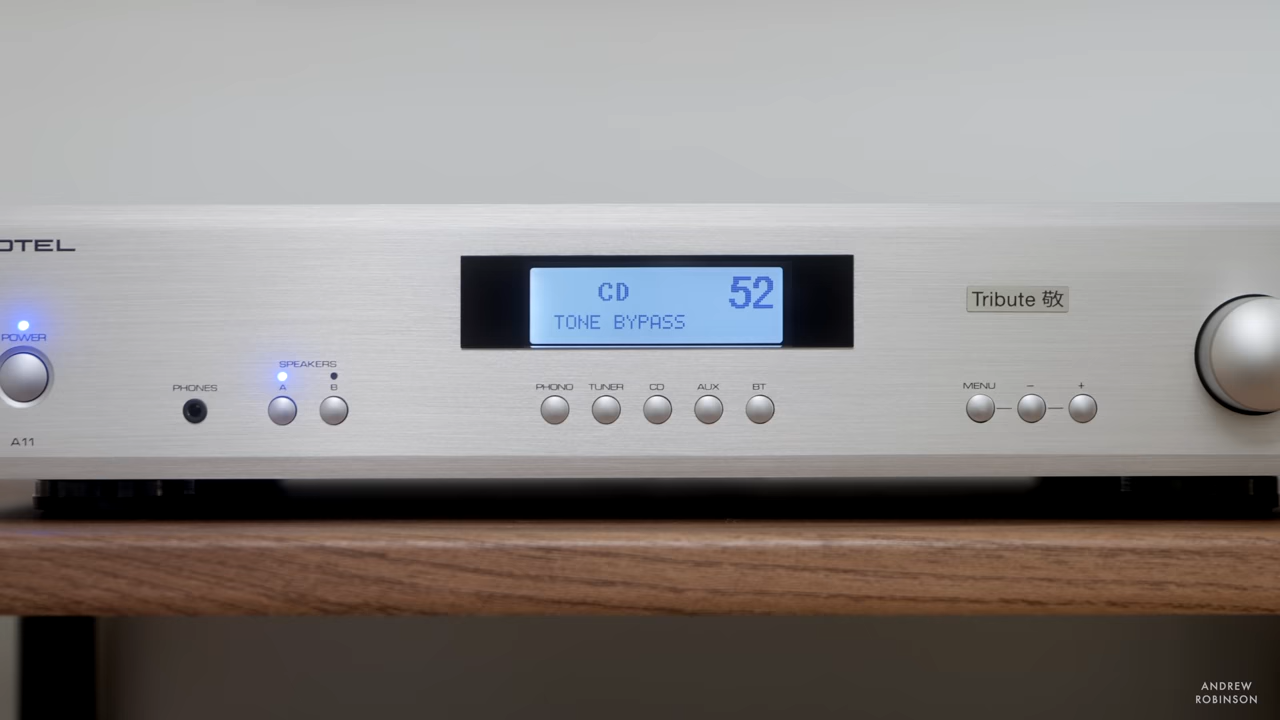 OTEL
POWER
A11
PHONES
SPEAKERS
A B
CD 52
TONE BYPASS
PHONO TUNER CD AUX BT
Tribute 敬
MENU − +
ANDREW
ROBINSON